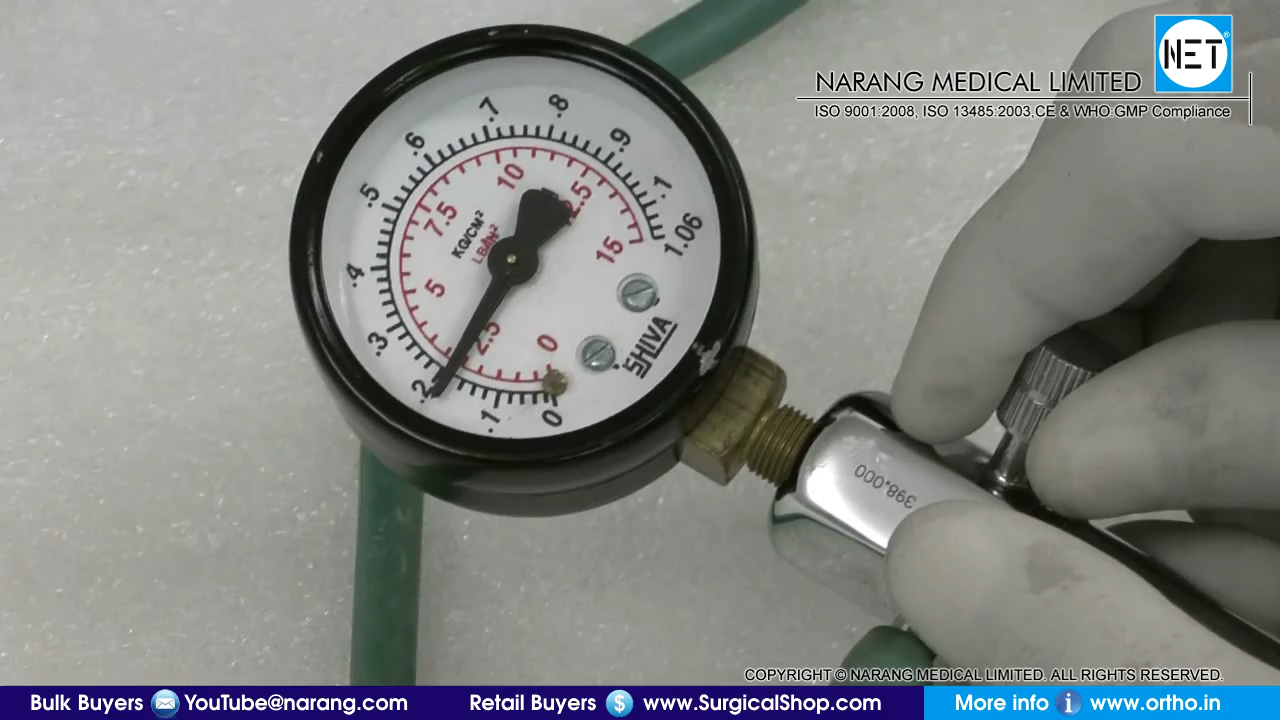 NET
NARANG MEDICAL LIMITED
ISO 9001:2008, ISO 13485:2003,CE & WHO:GMP Compliance
0
.1
.2
.3
.4
.5
.6
.7
.8
.9
.1
1.06
0
2.5
5
7.5
10
2.5
15
KG/CM²
LB/IN²
SHIVA
398.000
COPYRIGHT © NARANG MEDICAL LIMITED. ALL RIGHTS RESERVED.
Bulk Buyers YouTube@narang.com Retail Buyers $ www.SurgicalShop.com More info i www.ortho.in